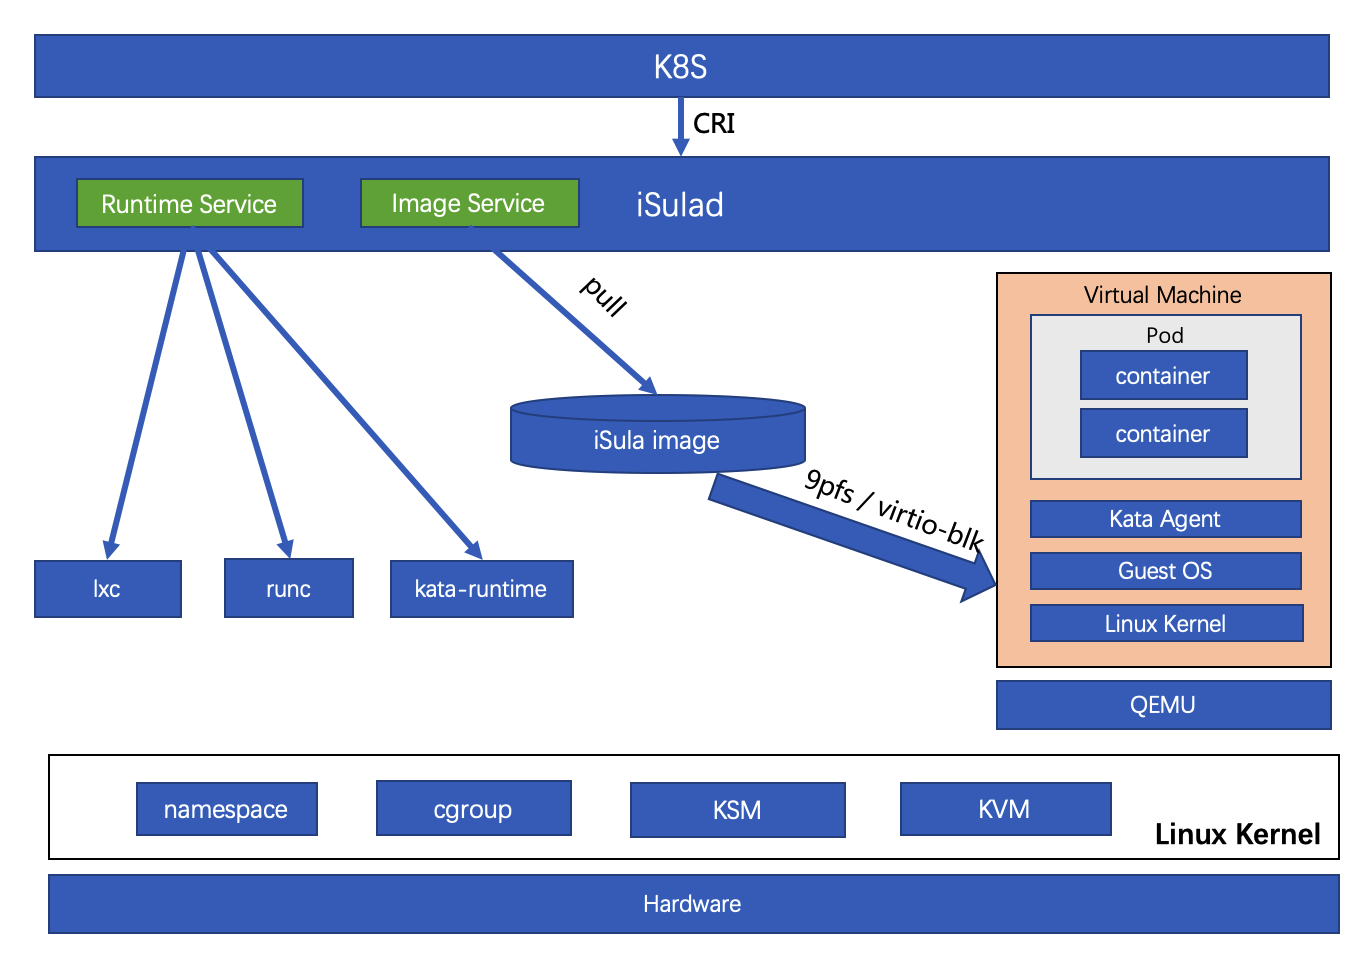 K8S
CRI
Runtime Service
Image Service
iSulad
pull
Virtual Machine
Pod
container
container
iSula image
9pfs / virtio-blk
Kata Agent
Guest OS
Linux Kernel
lxc
runc
kata-runtime
QEMU
namespace
cgroup
KSM
KVM
Linux Kernel
Hardware